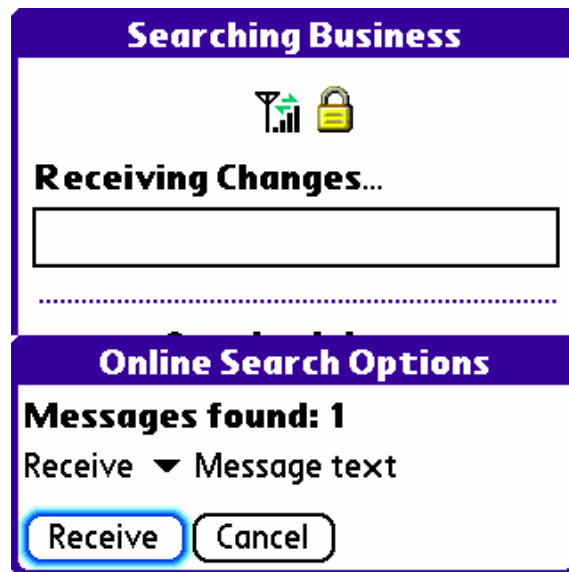 Searching Business
Receiving Changes...
Online Search Options
Messages found: 1
Receive Message text
Receive Cancel